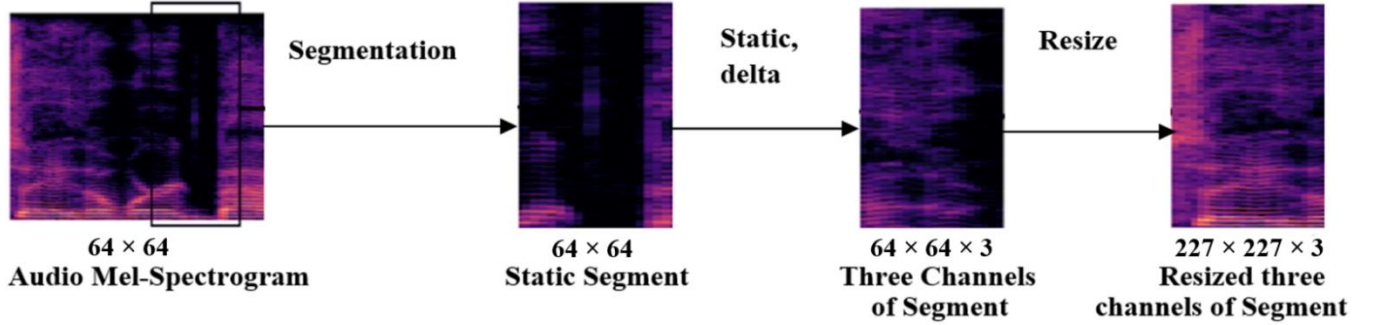 Segmentation
Static,
delta
Resize
64 × 64
Audio Mel-Spectrogram
64 × 64
Static Segment
64 × 64 × 3
Three Channels
of Segment
227 × 227 × 3
Resized three
channels of Segment